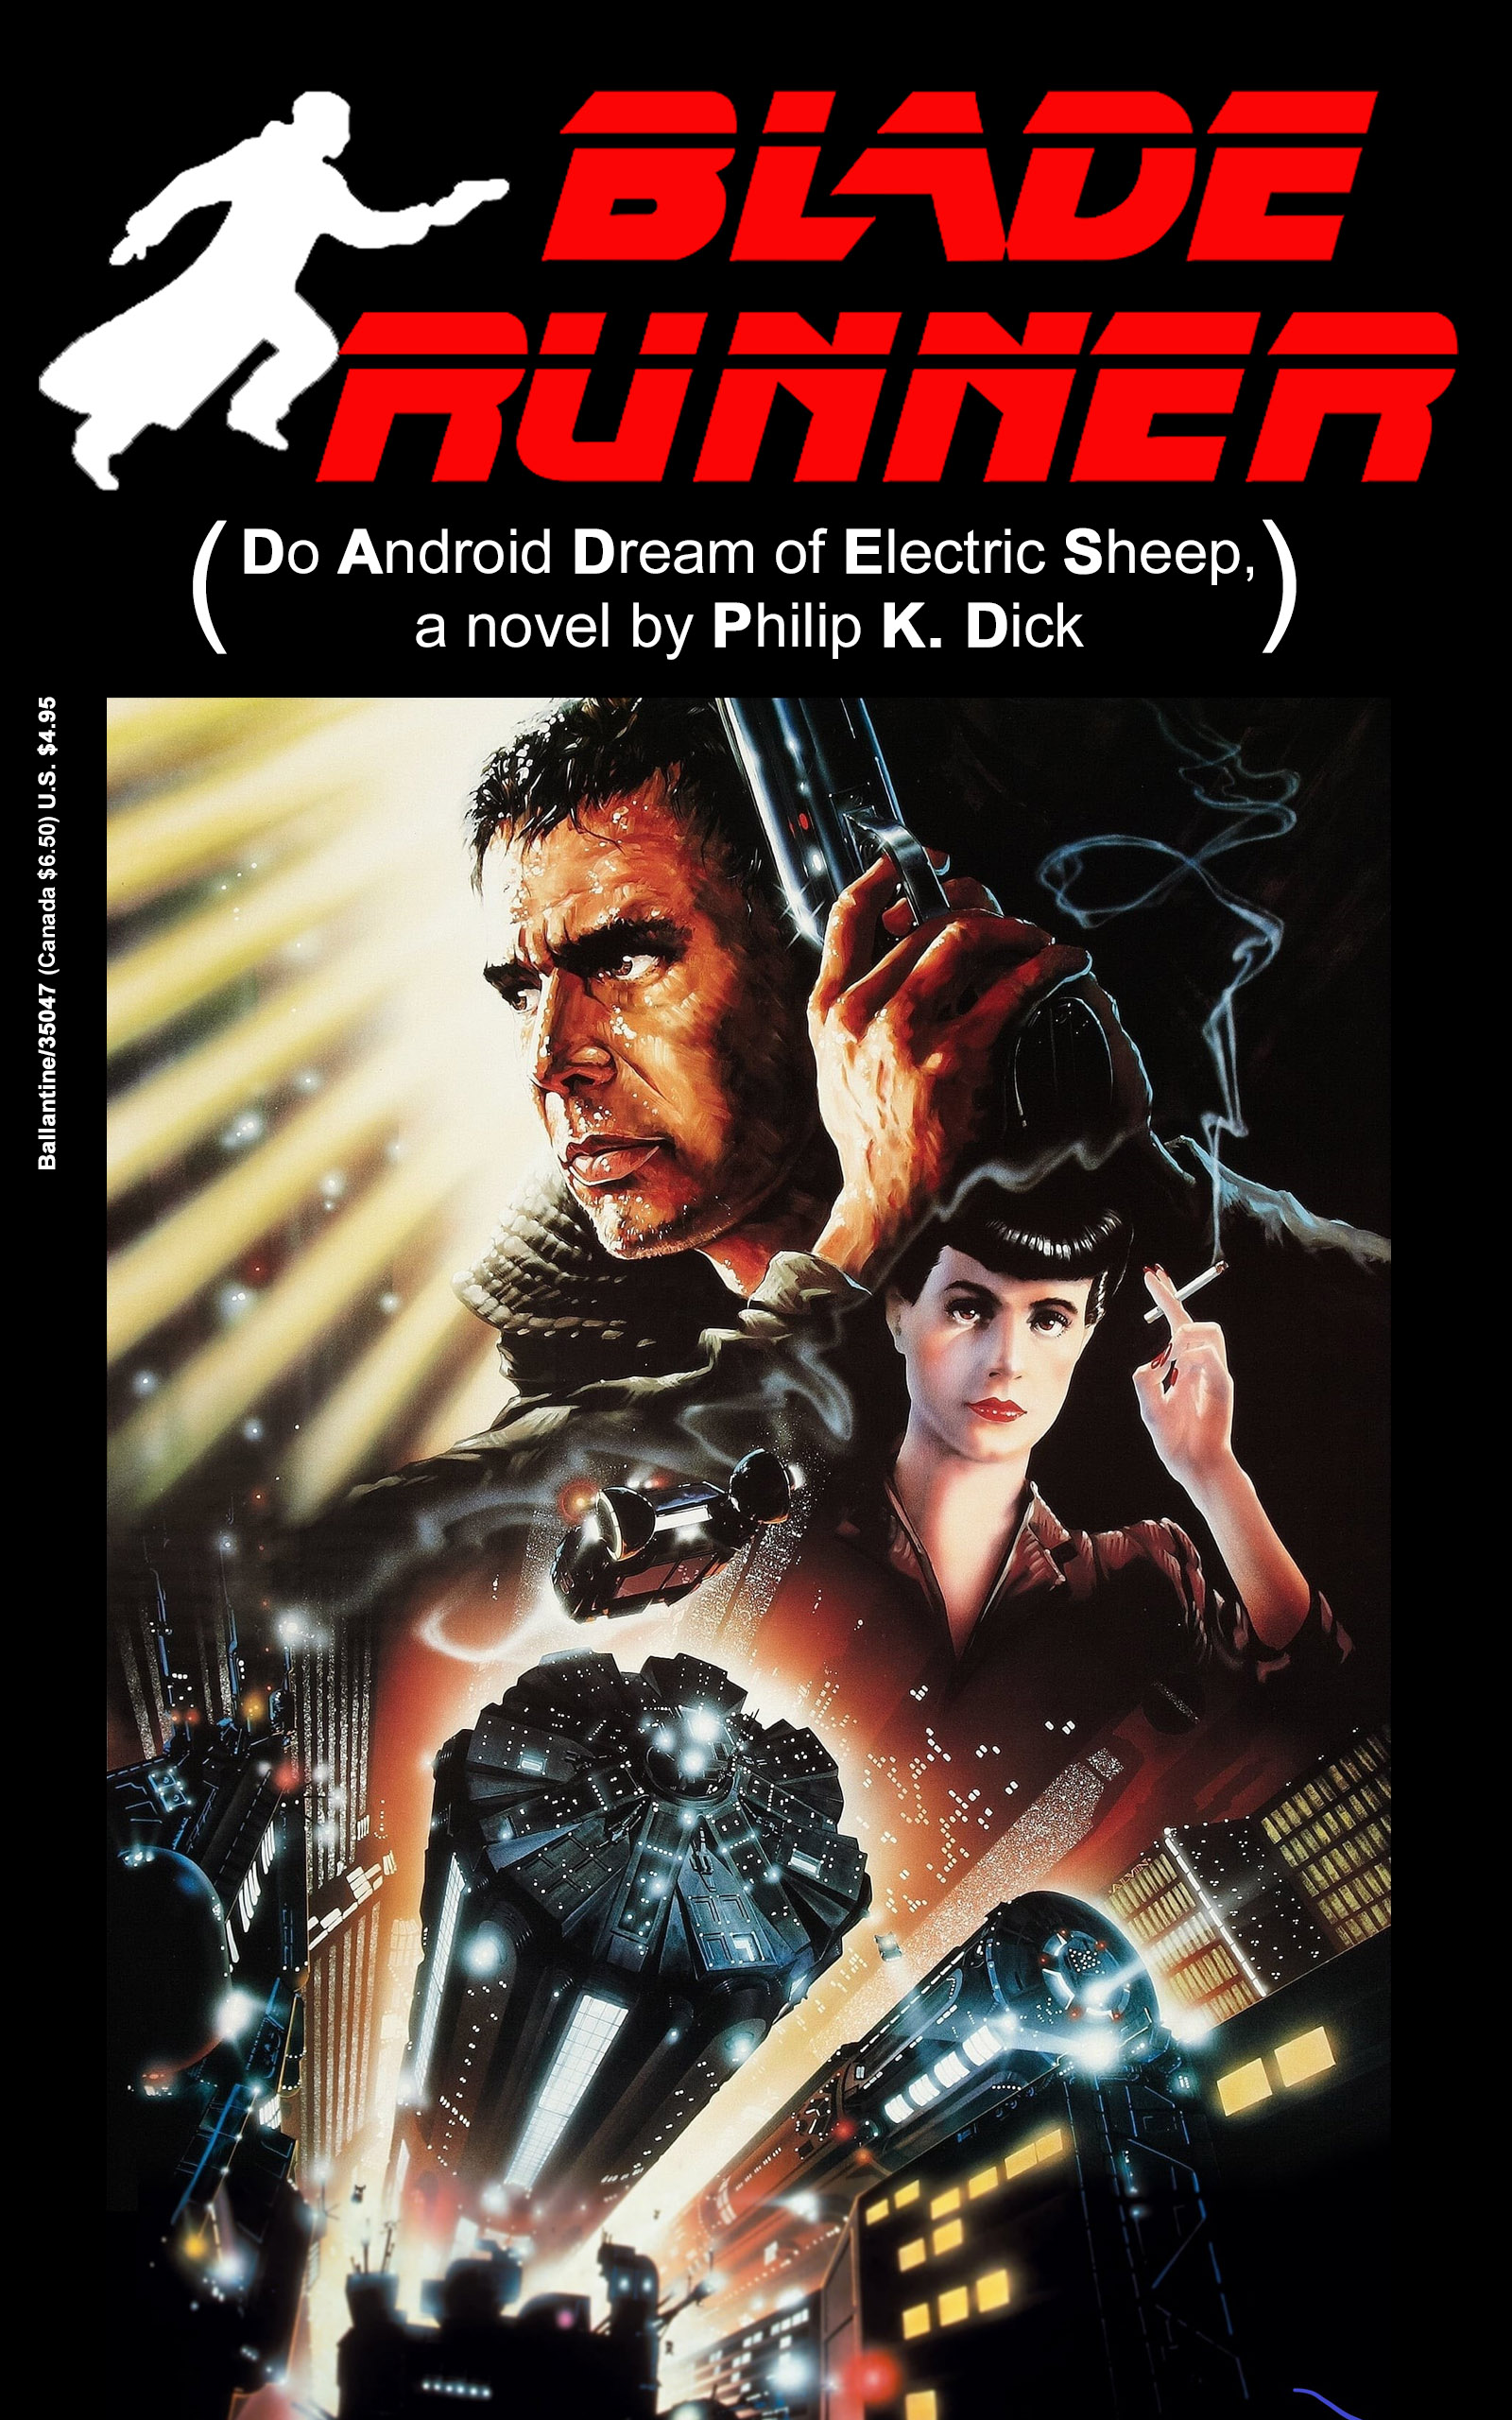 BLADE
RUNNER
(Do Android Dream of Electric Sheep,
a novel by Philip K. Dick)
Ballantine/35047 (Canada $6.50) U.S. $4.95